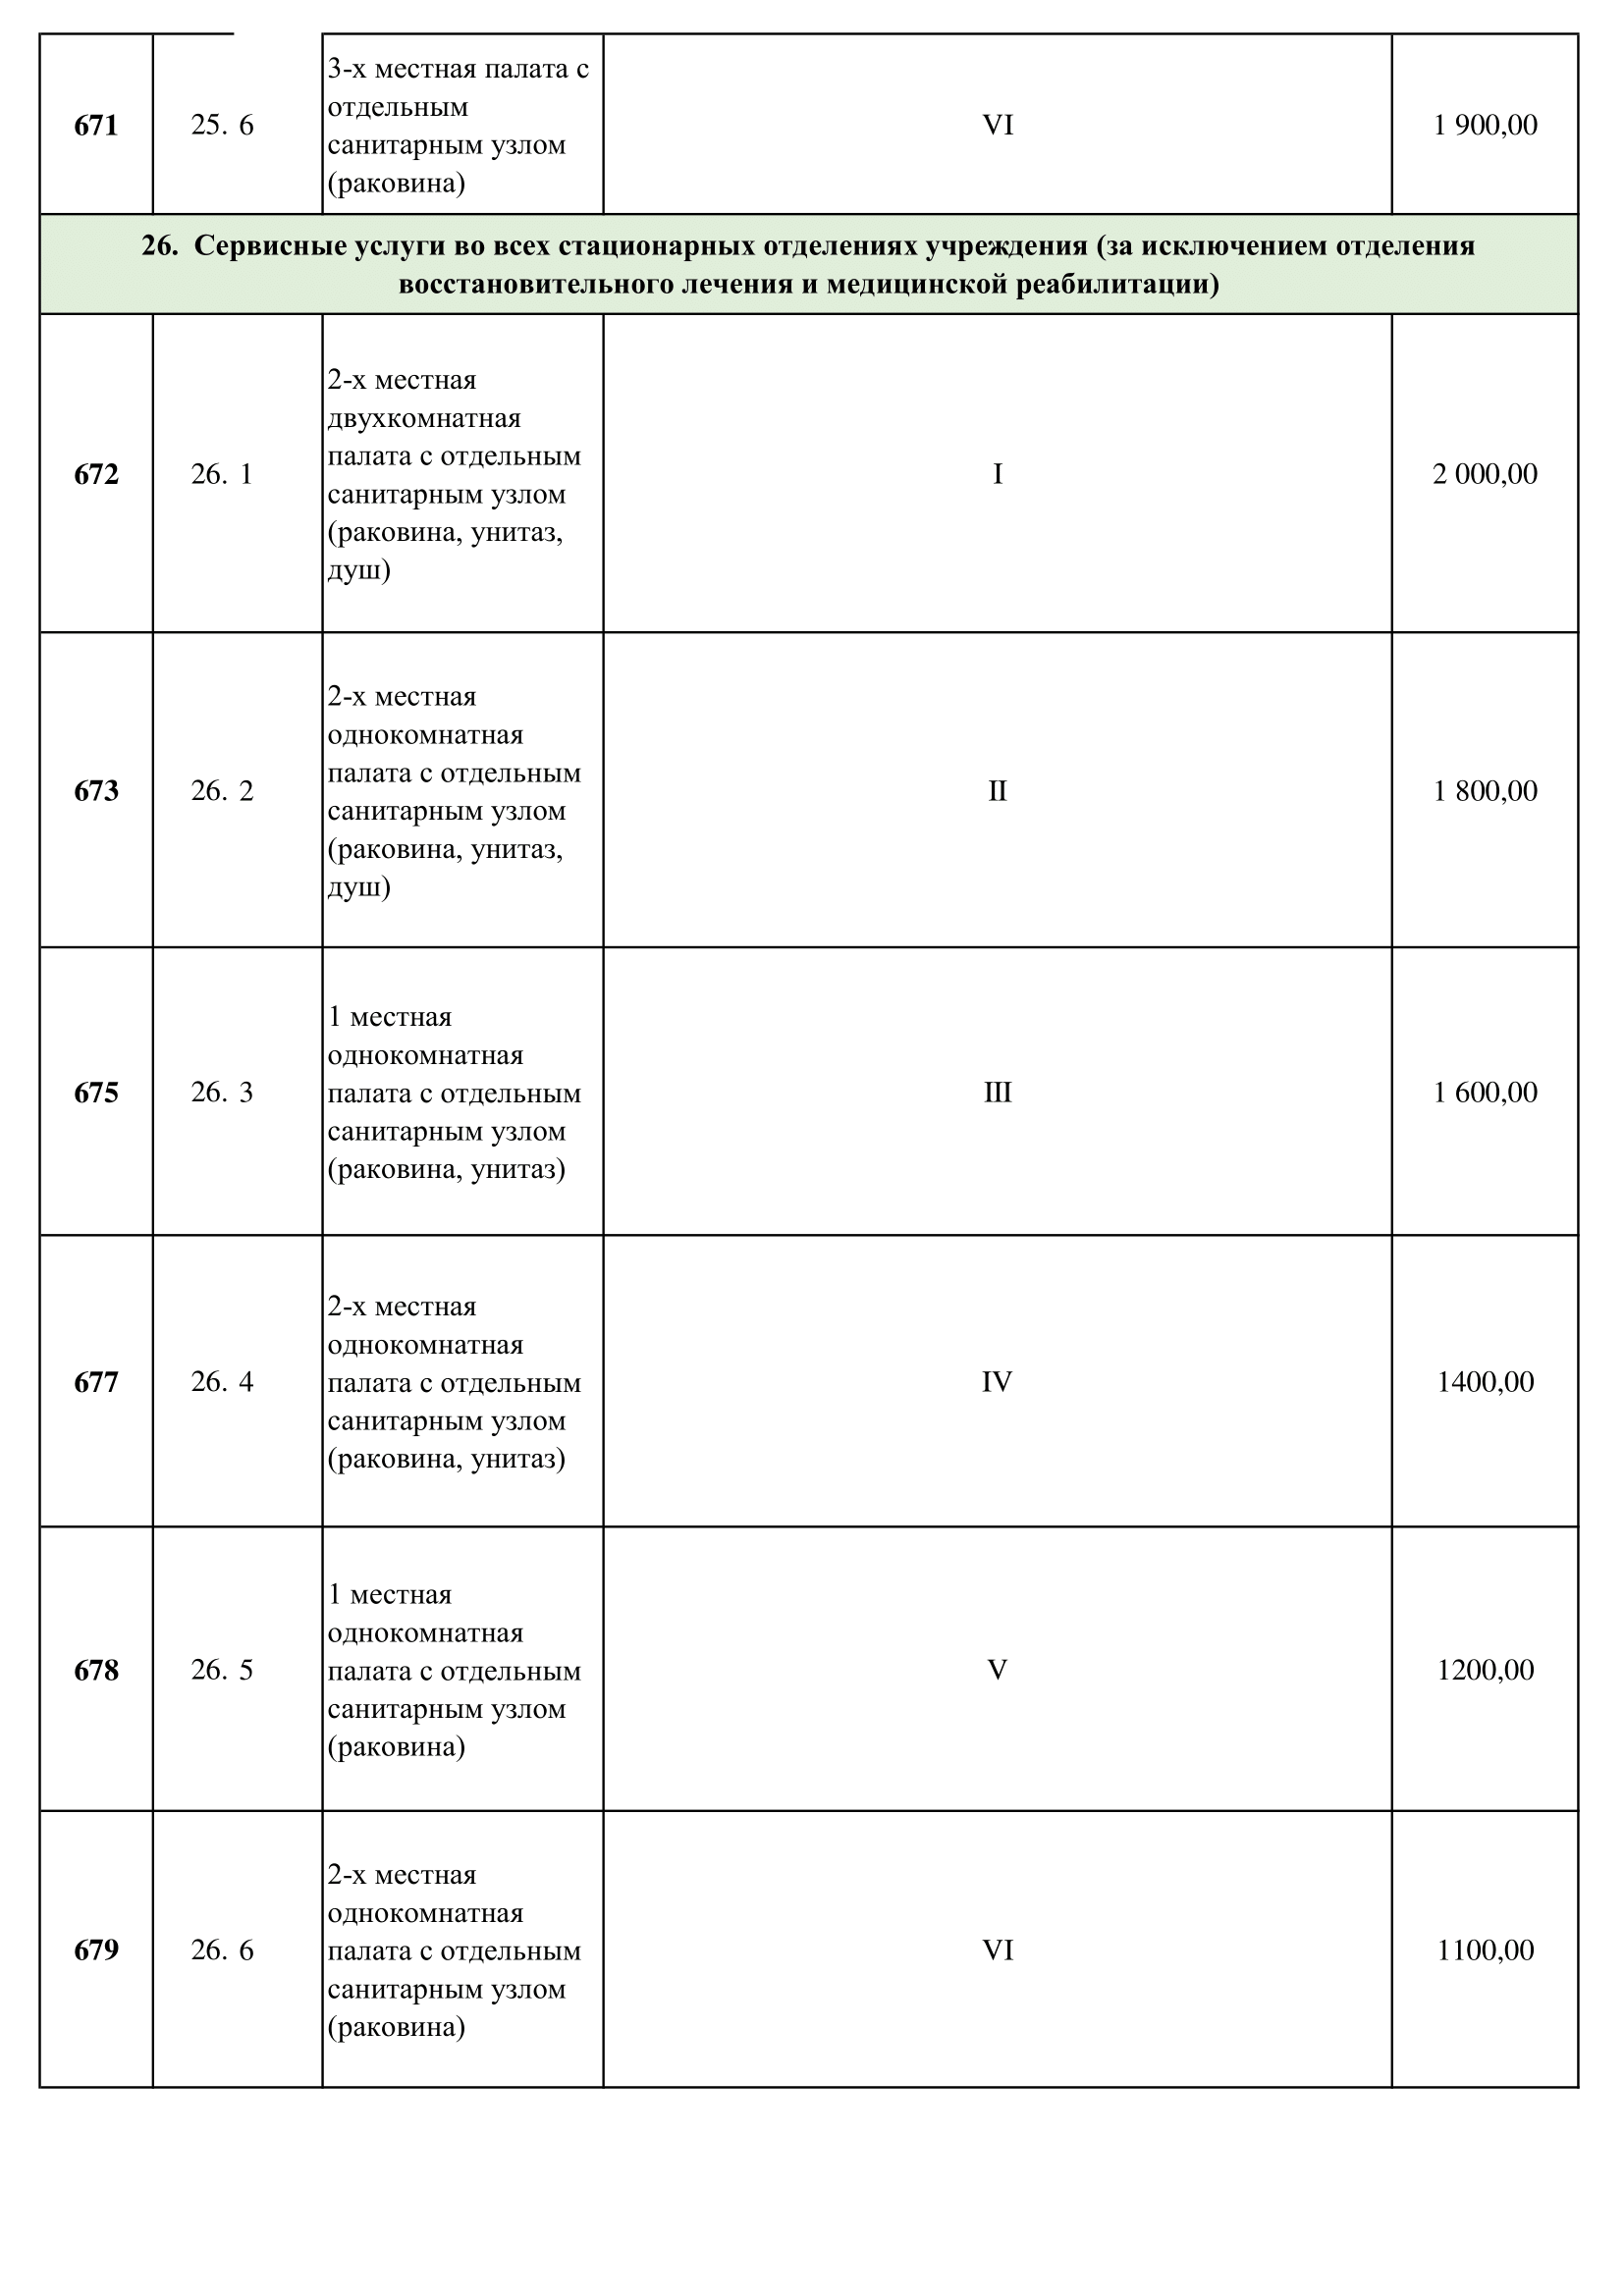 3-х местная палата с
отдельным
671 25. 6 VI 1 900,00
санитарным узлом
(раковина)
26. Сервисные услуги во всех стационарных отделениях учреждения (за исключением отделения
восстановительного лечения и медицинской реабилитации)
2-х местная
двухкомнатная
палата с отдельным
672 26. 1 I 2 000,00
санитарным узлом
(раковина, унитаз,
душ)
2-х местная
однокомнатная
палата с отдельным
673 26. 2 II 1 800,00
санитарным узлом
(раковина, унитаз,
душ)
1 местная
однокомнатная
675 26. 3 палата с отдельным III 1 600,00
санитарным узлом
(раковина, унитаз)
2-х местная
однокомнатная
677 26. 4 палата с отдельным IV 1400,00
санитарным узлом
(раковина, унитаз)
1 местная
однокомнатная
678 26. 5 палата с отдельным V 1200,00
санитарным узлом
(раковина)
2-х местная
однокомнатная
679 26. 6 палата с отдельным VI 1100,00
санитарным узлом
(раковина)